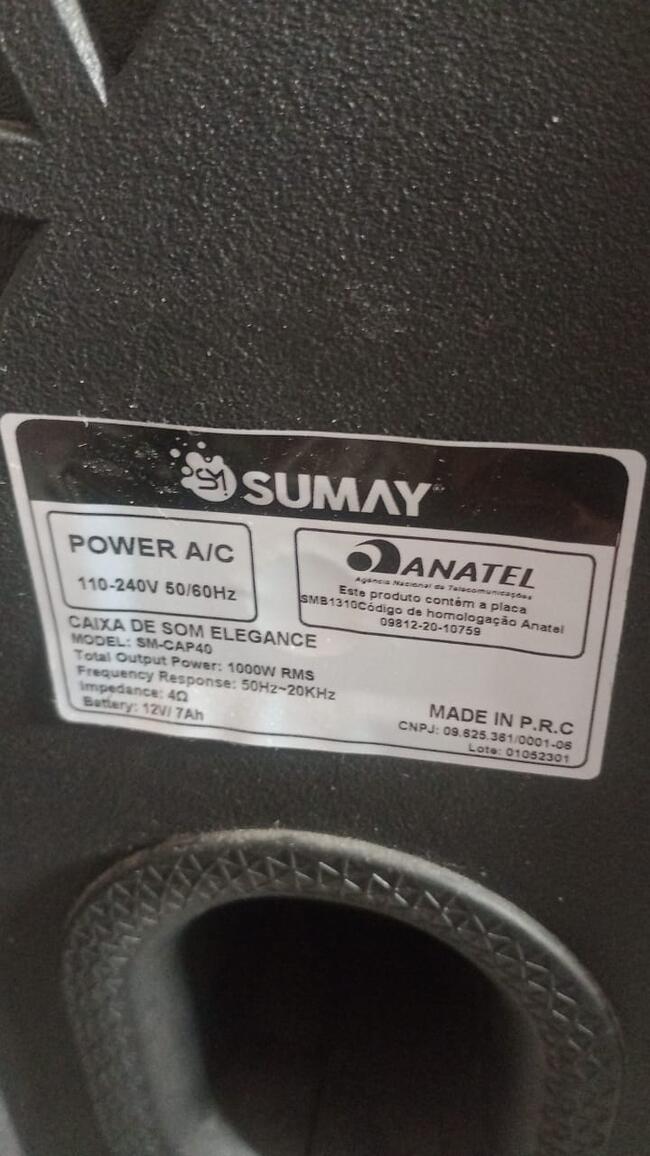 SM SUMAY
POWER A/C
110-240V 50/60Hz
ANATEL
Agência Nacional de Telecomunicações
Este produto contém a placa
SMB1310Código de homologação Anatel
09812-20-10759
CAIXA DE SOM ELEGANCE
MODEL: SM-CAP40
Total Output Power: 1000W RMS
Frequency Response: 50Hz~20KHz
Impedance: 4Ω
Battery: 12V/ 7Ah
MADE IN P.R.C
CNPJ: 09.625.361/0001-06
Lote: 01052301